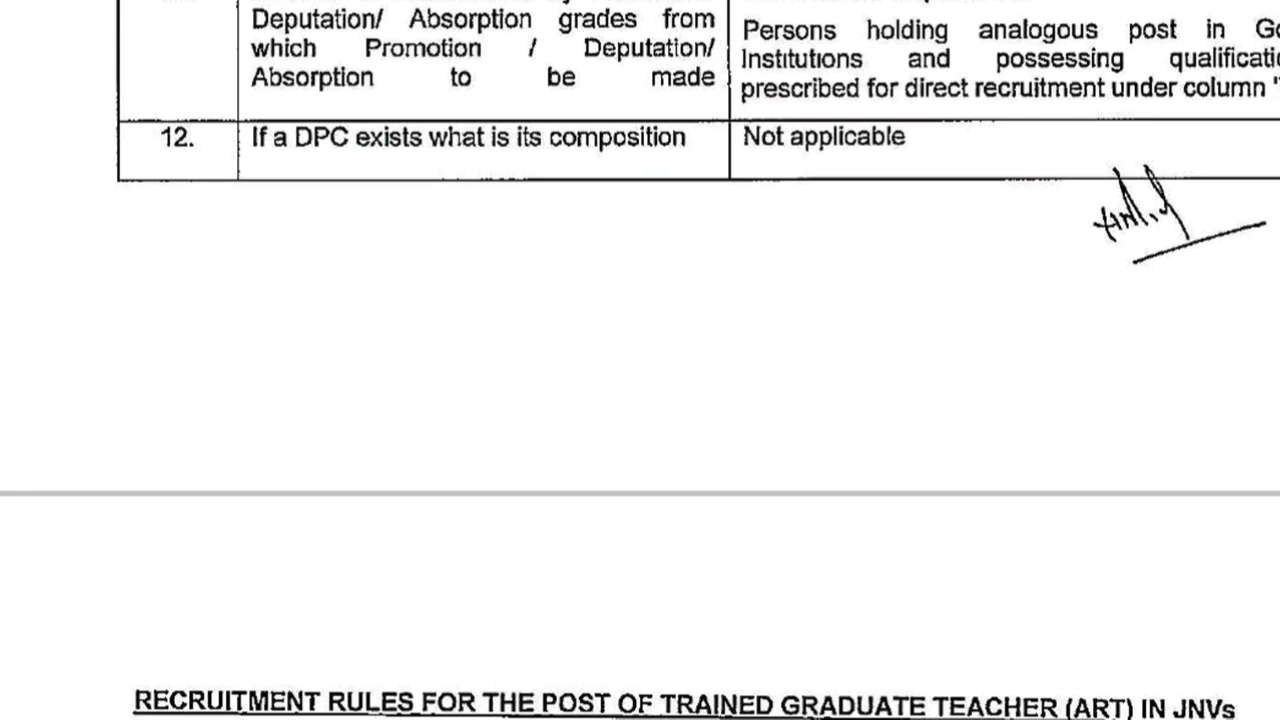 Deputation/ Absorption grades from
which Promotion / Deputation/
Absorption to be made
Persons holding analogous post in
Institutions and possessing
prescribed for direct recruitment under column
12. If a DPC exists what is its composition Not applicable
RECRUITMENT RULES FOR THE POST OF TRAINED GRADUATE TEACHER (ART) IN JNVs